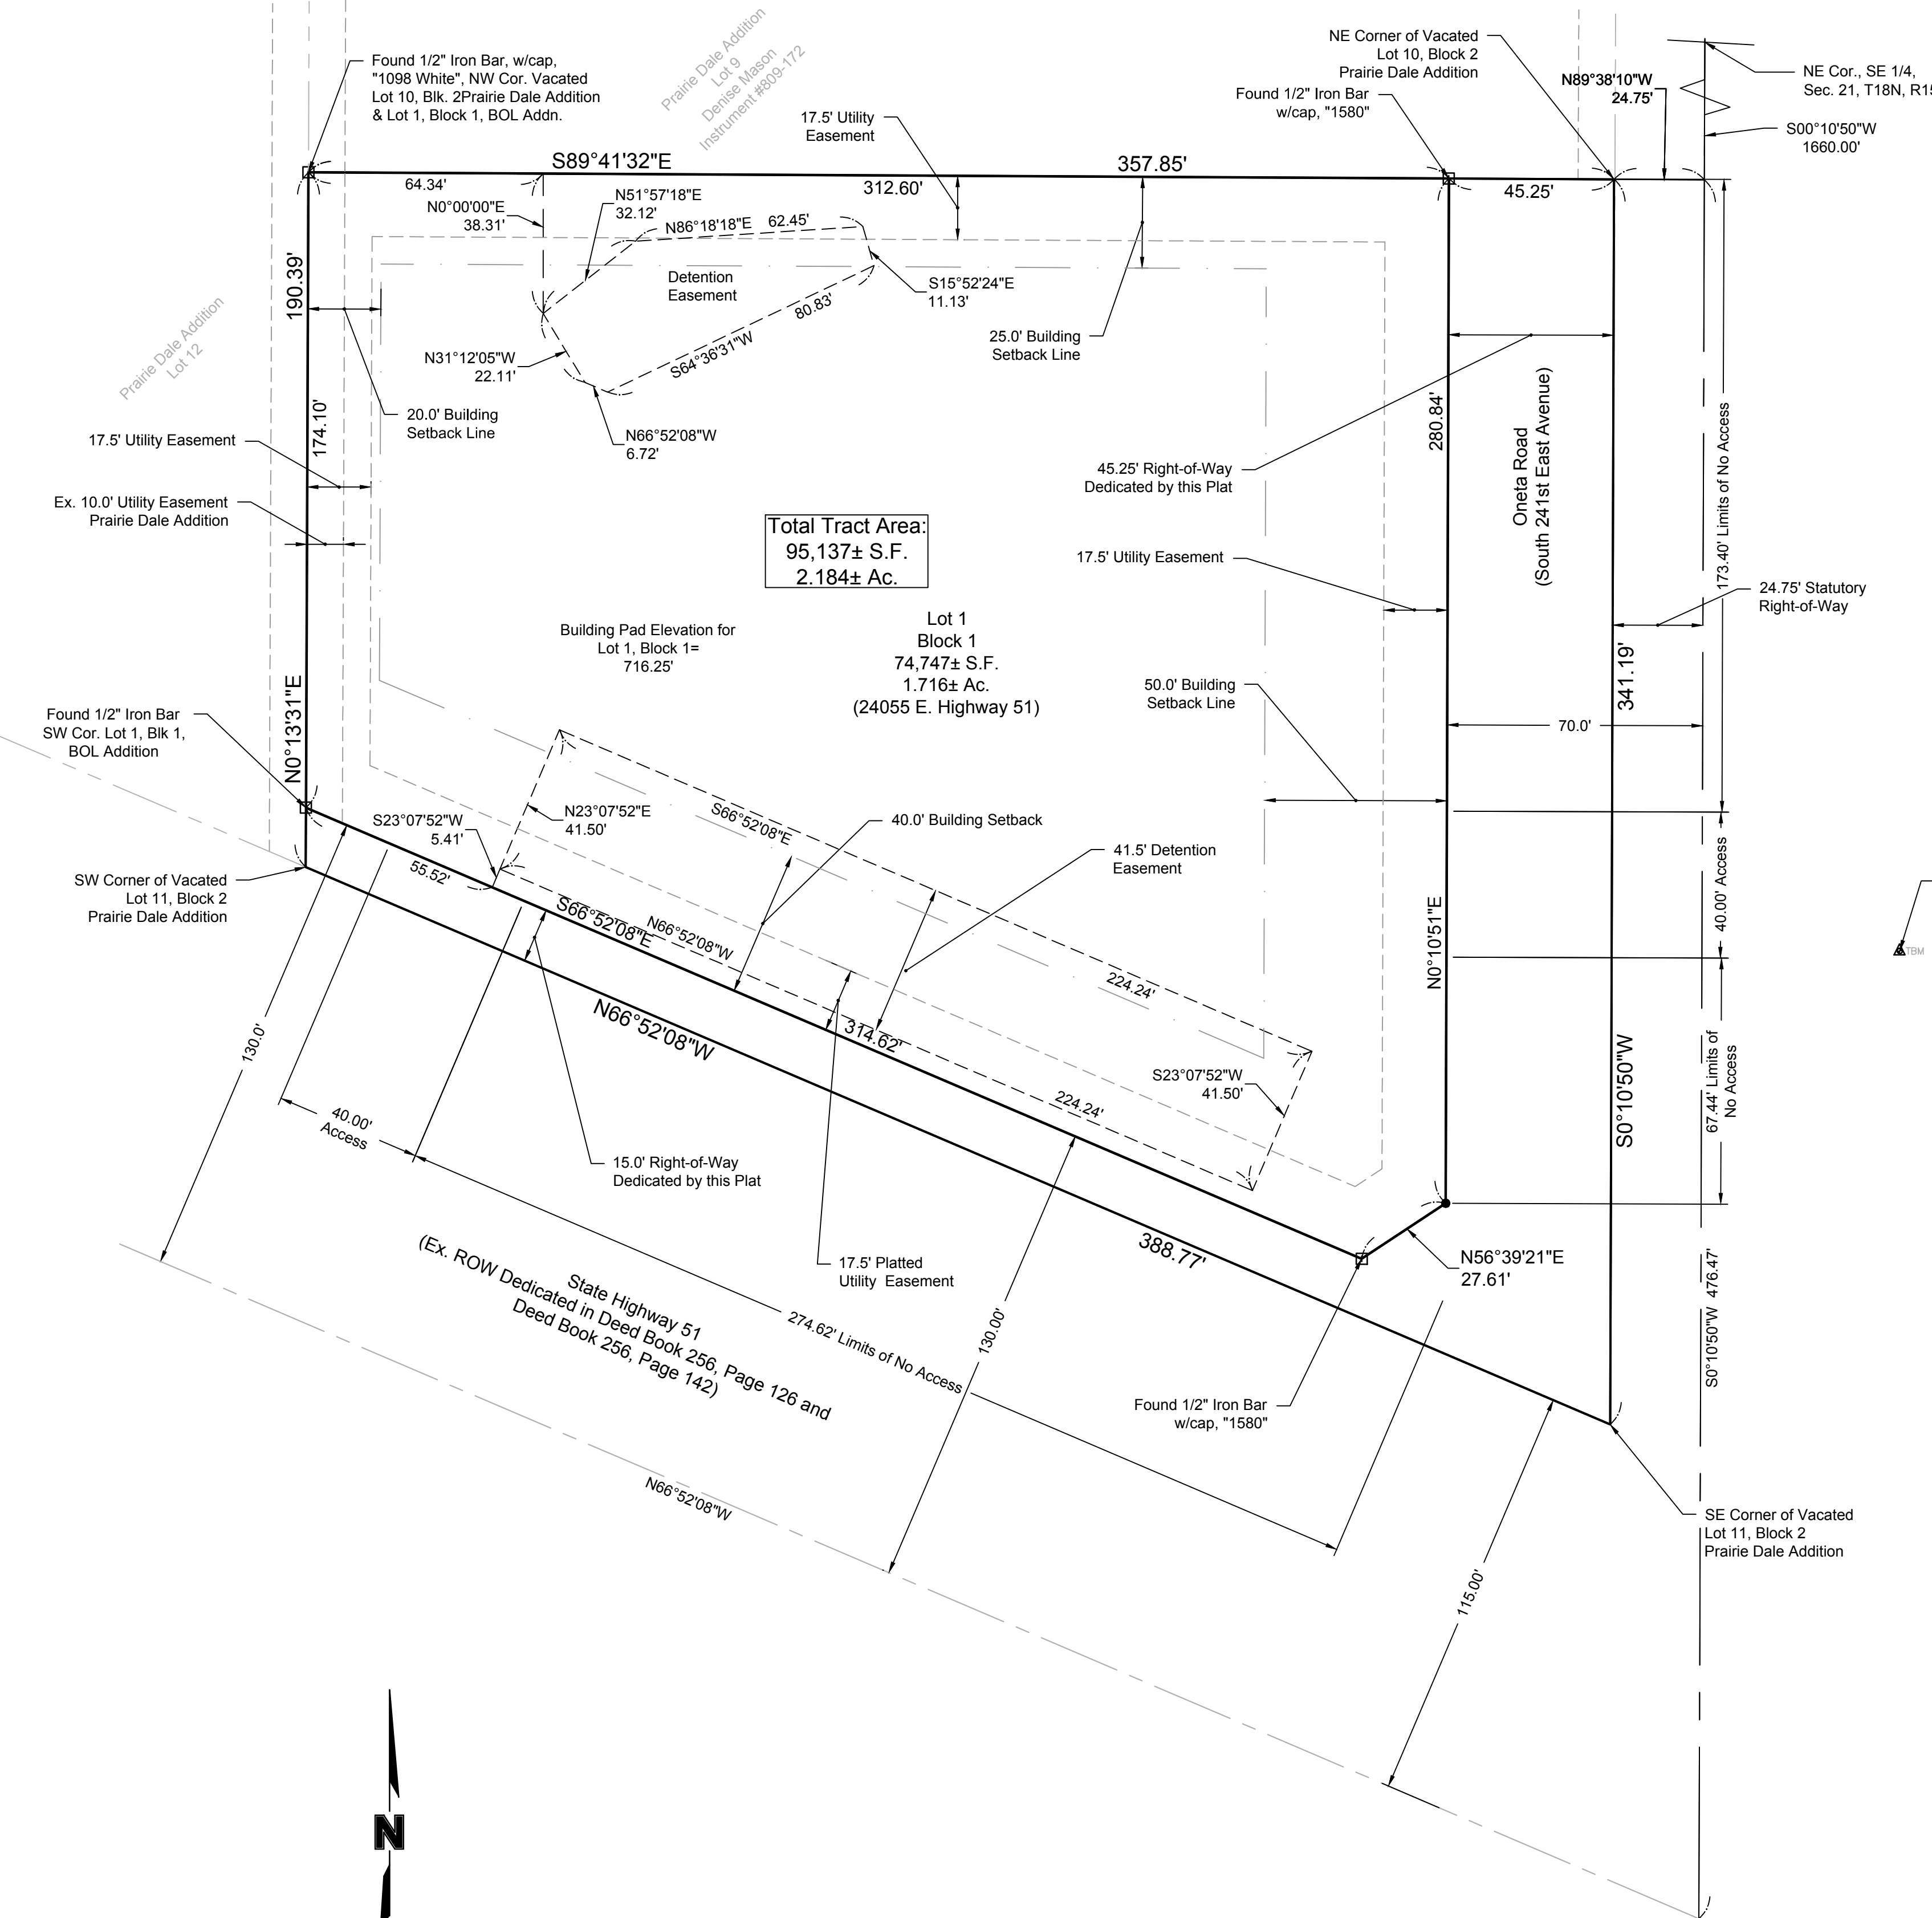 Found 1/2" Iron Bar, w/cap,
"1098 White", NW Cor. Vacated
Lot 10, Blk. 2Prairie Dale Addition
& Lot 1, Block 1, BOL Addn.
Prairie Dale Addition
Lot 9
Denise Mason
Instrument #809-172
17.5' Utility
Easement
NE Corner of Vacated
Lot 10, Block 2
Prairie Dale Addition
Found 1/2" Iron Bar
w/cap, "1580"
N89°38'10"W
24.75'
NE Cor., SE 1/4,
Sec. 21, T18N, R15
S00°10'50"W
1660.00'
S89°41'32"E
357.85'
64.34'
312.60'
45.25'
N0°00'00"E
38.31'
N51°57'18"E
32.12'
N86°18'18"E 62.45'
Detention
Easement
S15°52'24"E
11.13'
80.83'
S64°36'31"W
N31°12'05"W
22.11'
N66°52'08"W
6.72'
25.0' Building
Setback Line
190.39'
174.10'
N0°13'31"E
Prairie Dale Addition
Lot 12
20.0' Building
Setback Line
17.5' Utility Easement
Ex. 10.0' Utility Easement
Prairie Dale Addition
45.25' Right-of-Way
Dedicated by this Plat
280.84'
Oneta Road
(South 241st East Avenue)
173.40' Limits of No Access
Total Tract Area:
95,137± S.F.
2.184± Ac.
17.5' Utility Easement
24.75' Statutory
Right-of-Way
Building Pad Elevation for
Lot 1, Block 1=
716.25'
Lot 1
Block 1
74,747± S.F.
1.716± Ac.
(24055 E. Highway 51)
50.0' Building
Setback Line
341.19'
70.0'
Found 1/2" Iron Bar
SW Cor. Lot 1, Blk 1,
BOL Addition
S23°07'52"W
5.41'
N23°07'52"E
41.50'
S66°52'08"E
40.0' Building Setback
41.5' Detention
Easement
40.00' Access
TBM
SW Corner of Vacated
Lot 11, Block 2
Prairie Dale Addition
55.52'
S66°52'08"E
N66°52'08"W
N0°10'51"E
224.24'
N66°52'08"W
314.62'
S23°07'52"W
41.50'
224.24'
67.44' Limits of
No Access
S0°10'50"W
130.0'
40.00'
Access
15.0' Right-of-Way
Dedicated by this Plat
17.5' Platted
Utility Easement
388.77'
N56°39'21"E
27.61'
S0°10'50"W 476.47'
State Highway 51
(Ex. ROW Dedicated in Deed Book 256, Page 126 and
Deed Book 256, Page 142)
274.62' Limits of No Access
130.00'
Found 1/2" Iron Bar
w/cap, "1580"
N66°52'08"W
115.00'
SE Corner of Vacated
Lot 11, Block 2
Prairie Dale Addition
N